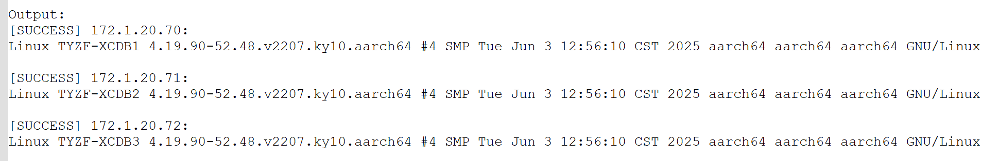 Output:
[SUCCESS] 172.1.20.70:
Linux TYZF-XCDB1 4.19.90-52.48.v2207.ky10.aarch64 #4 SMP Tue Jun 3 12:56:10 CST 2025 aarch64 aarch64 aarch64 GNU/Linux
[SUCCESS] 172.1.20.71:
Linux TYZF-XCDB2 4.19.90-52.48.v2207.ky10.aarch64 #4 SMP Tue Jun 3 12:56:10 CST 2025 aarch64 aarch64 aarch64 GNU/Linux
[SUCCESS] 172.1.20.72:
Linux TYZF-XCDB3 4.19.90-52.48.v2207.ky10.aarch64 #4 SMP Tue Jun 3 12:56:10 CST 2025 aarch64 aarch64 aarch64 GNU/Linux